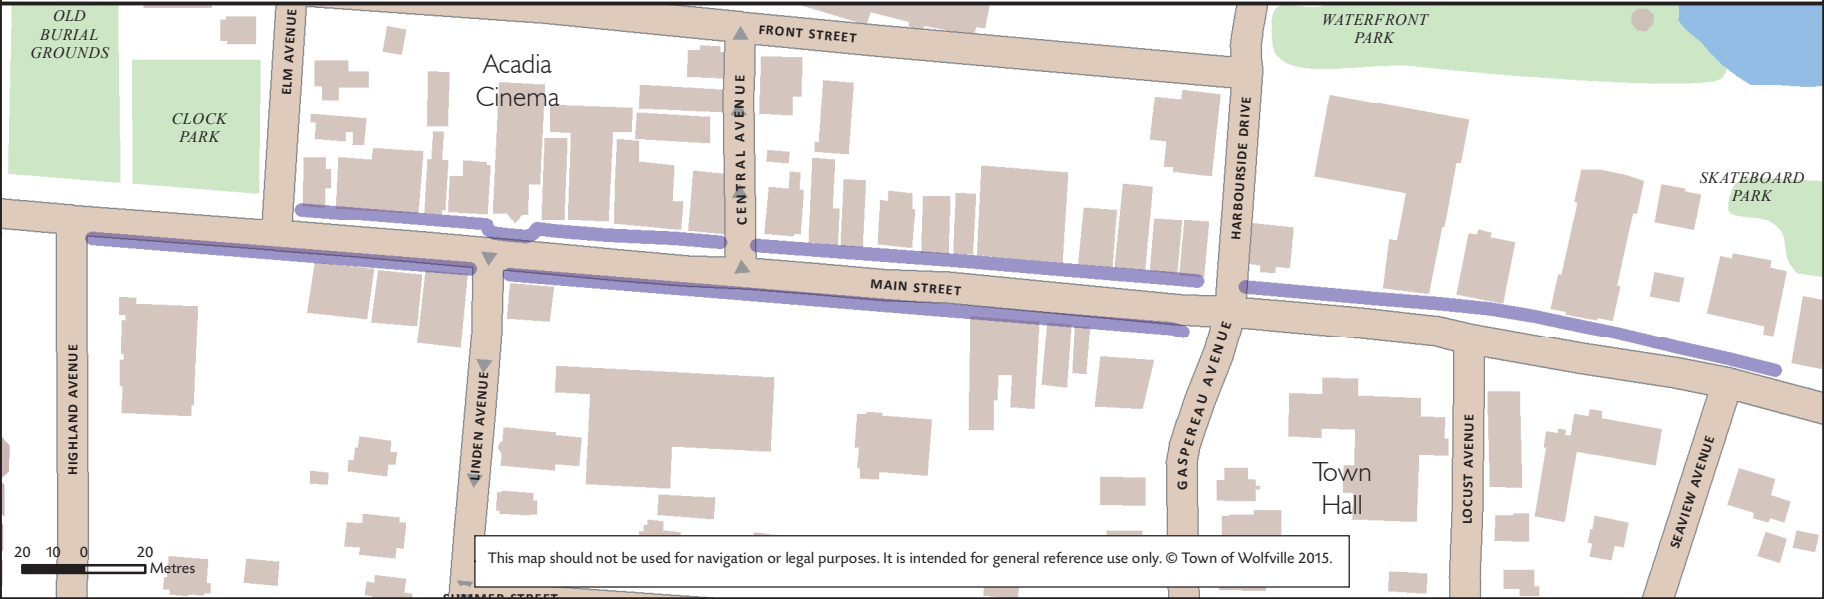 OLD
BURIAL
GROUNDS
ELM AVENUE
FRONT STREET
WATERFRONT
PARK
Acadia
Cinema
CLOCK
PARK
CENTRAL AVENUE
HARBOURSIDE DRIVE
SKATEBOARD
PARK
MAIN STREET
HIGHLAND AVENUE
LINDEN AVENUE
GASPEREAU AVENUE
Town
Hall
LOCUST AVENUE
SEAVIEW AVENUE
20 10 0 20
Metres
This map should not be used for navigation or legal purposes. It is intended for general reference use only. © Town of Wolfville 2015.
SUMMER STREET